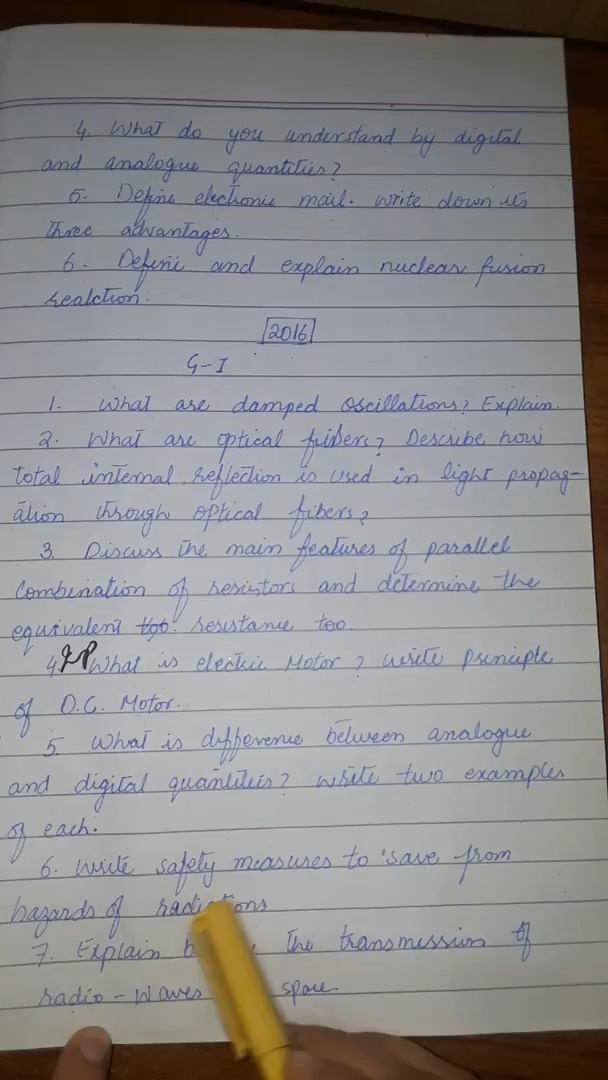 4. What do you understand by digital
and analogue quantities?
5. Define electronic mail. Write down its
three advantages.
6. Define and explain nuclear fusion
realction.
2016
G-I
1. What are damped oscillations? Explain.
2. What are optical fibers? Describe how
total internal reflection is used in light propag-
ation through optical fibers?
3. Discuss the main features of parallel
Combination of resistors and determine the
equivalent resistance too.
4. What is electric Motor? Write Principle
of D.C. Motor.
5. What is difference between analogue
and digital quantities? Write two examples
of each.
6. Write safety measures to save from
hazards of radiations
7. Explain the transmission of
radio-waves space